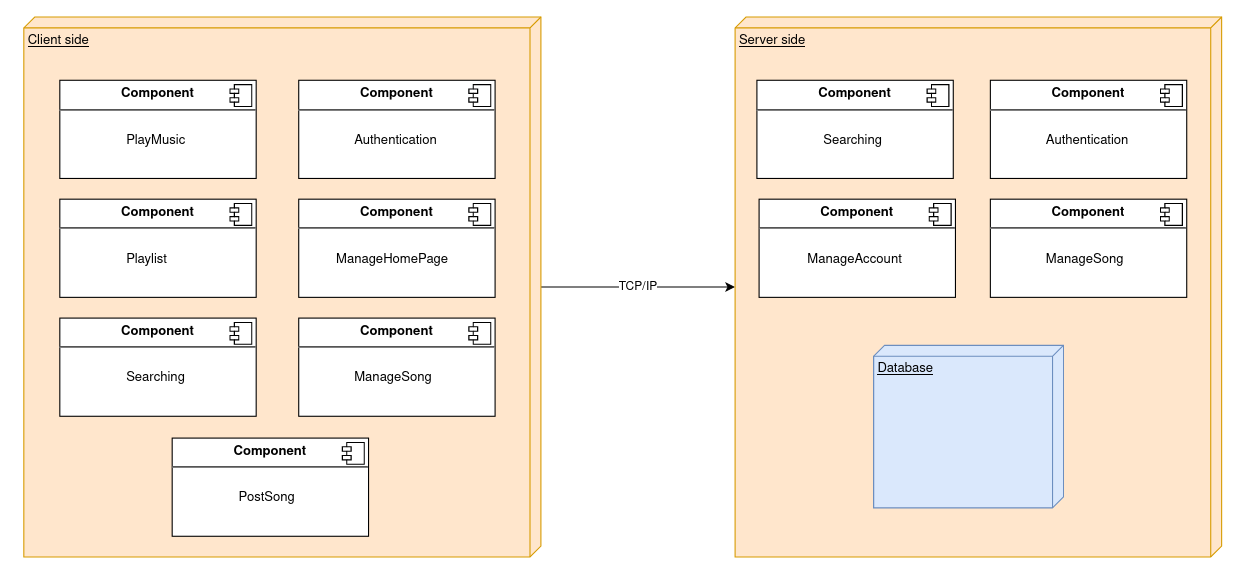 Client side
Component
PlayMusic
Component
Authentication
Component
Playlist
Component
ManageHomePage
Component
Searching
Component
ManageSong
Component
PostSong
TCP/IP
Server side
Component
Searching
Component
Authentication
Component
ManageAccount
Component
ManageSong
Database